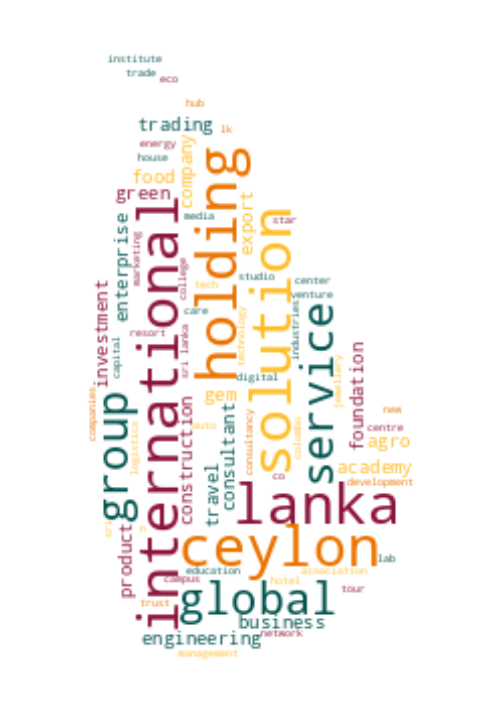 institute
trade
eco
hub
trading
lk
energy
house
company
holding
food
green
international
media
export
enterprise
solution
star
marketing
college
studio
tech
center
investment
venture
service
care
industries
technology
resort
sri lanka
capital
foundation
digital
jewellery
companies
group
gem
construction
consultant
new
auto
consultancy
colombo
centre
logistics
agro
travel
academy
co
development
lanka
sri
product
n
ceylon
lab
education
association
campus
hotel
global
tour
trust
business
engineering
network
management